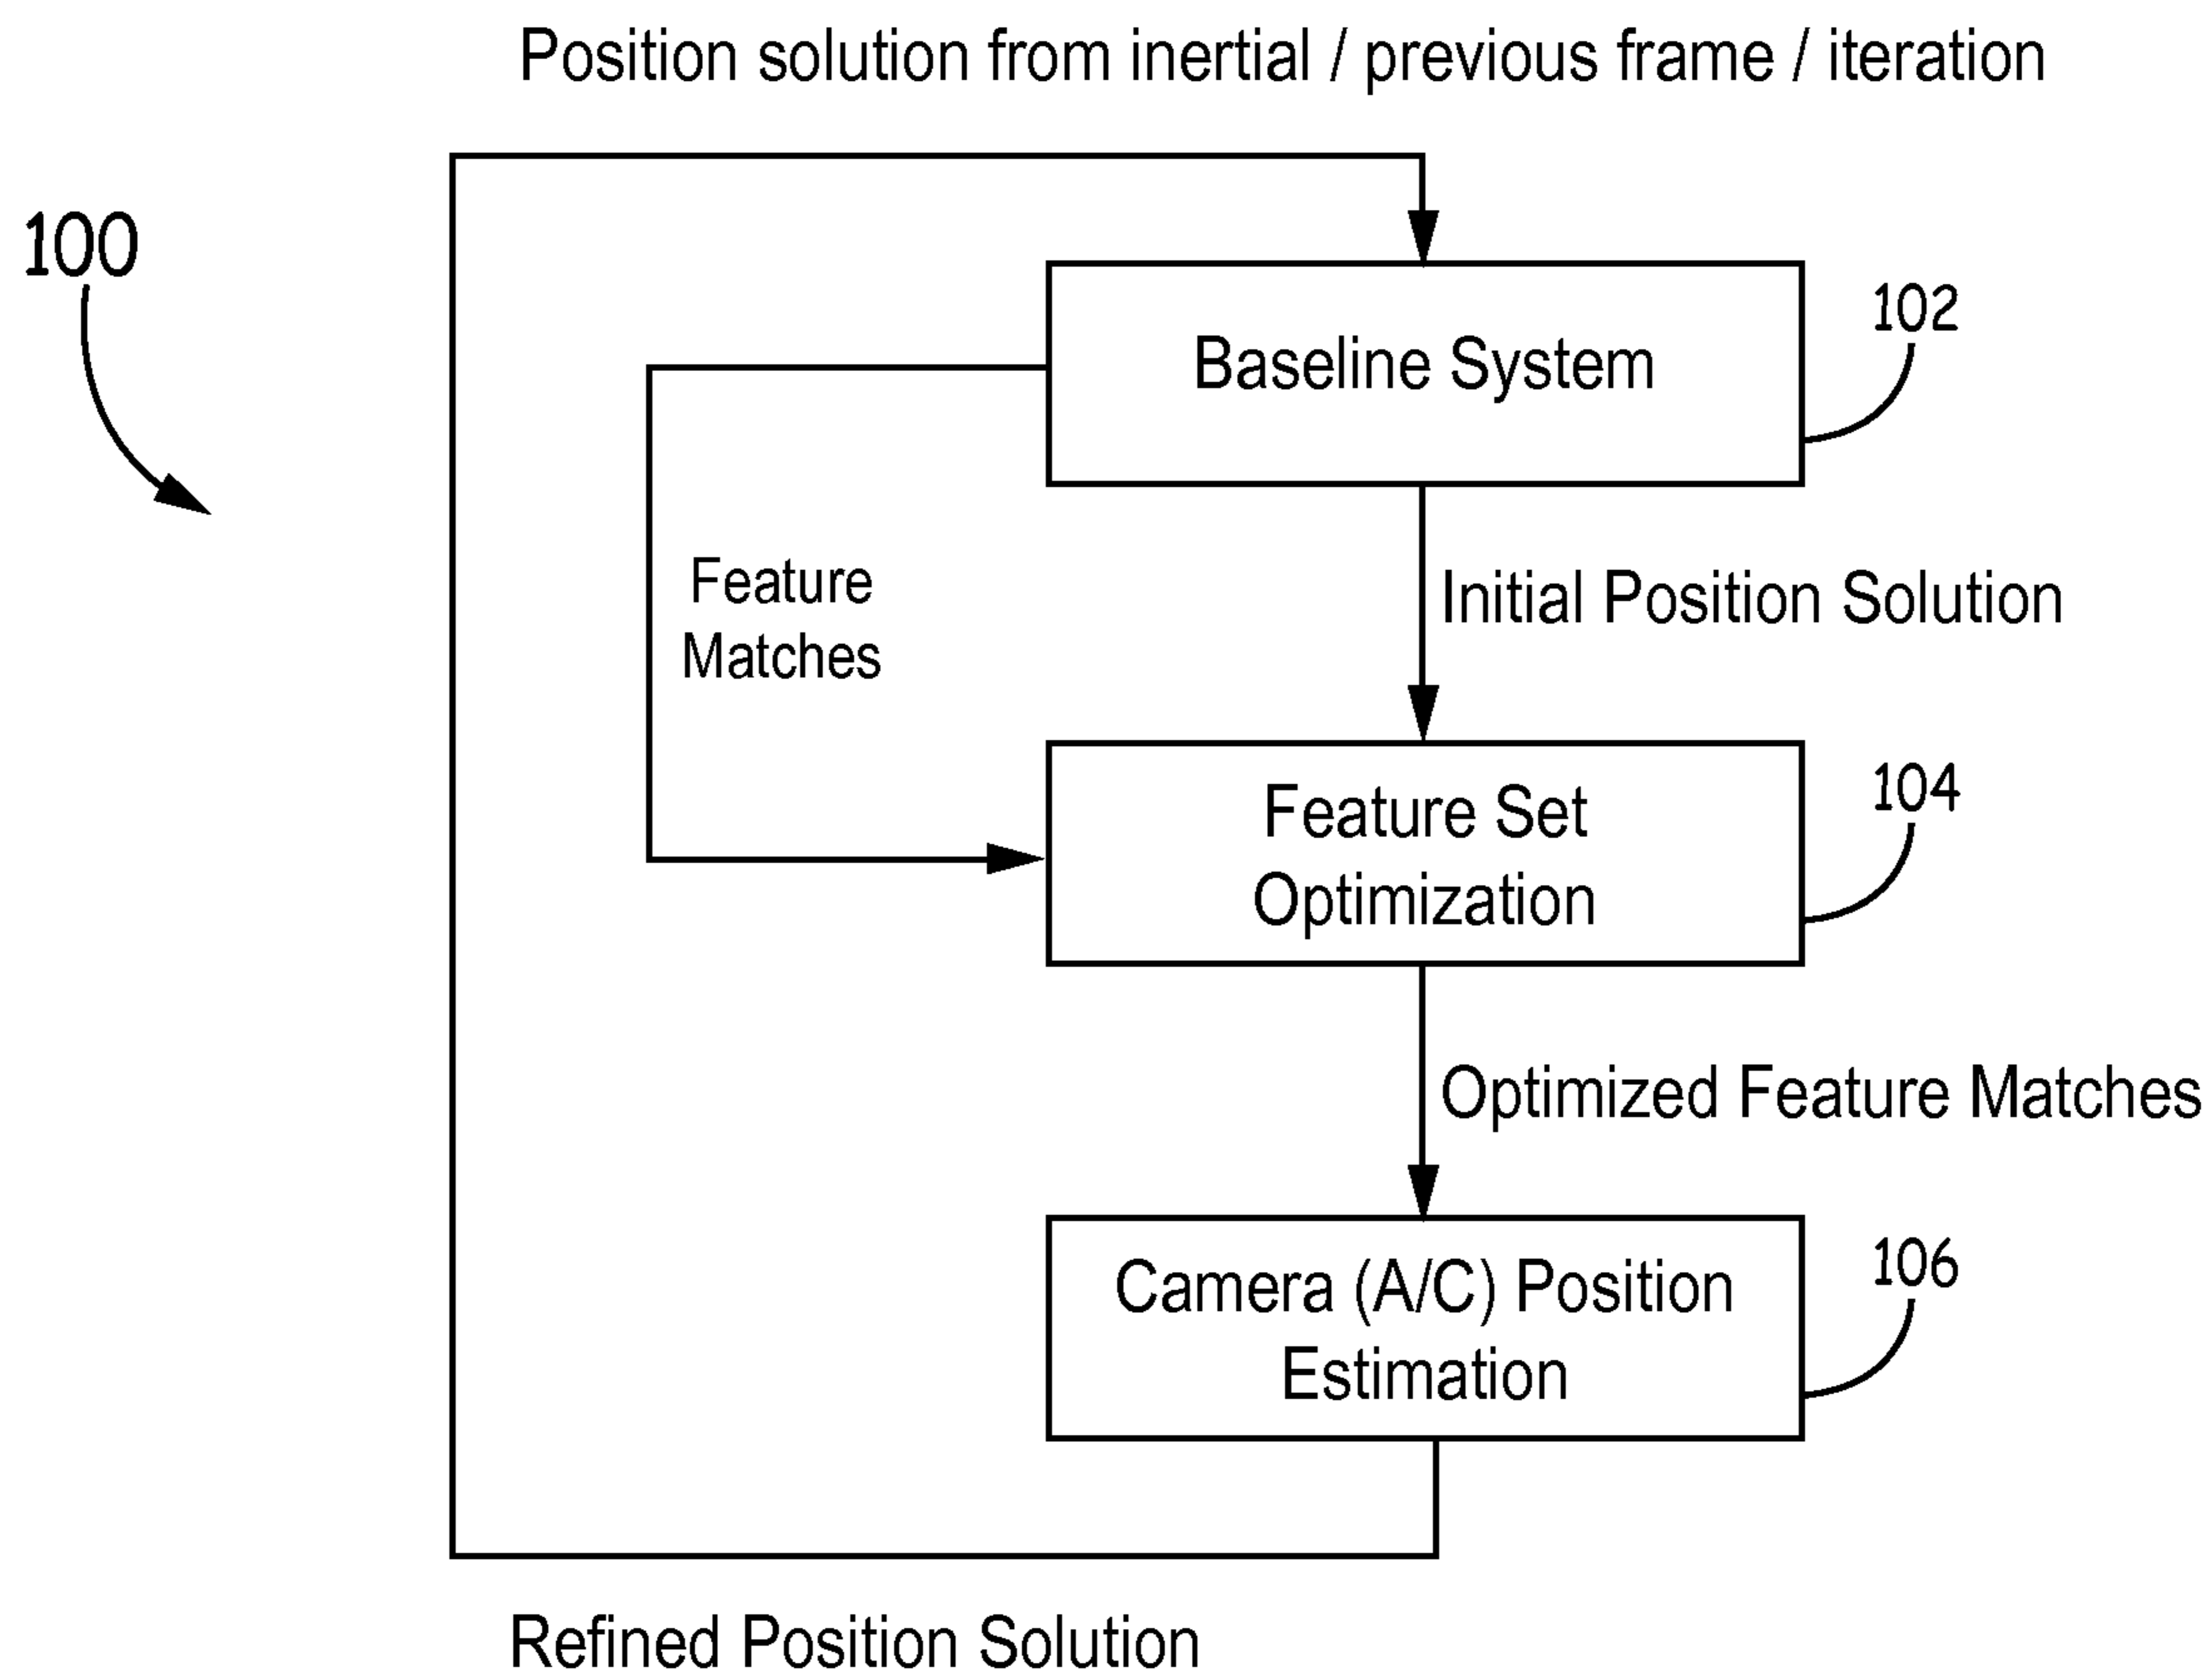 Position solution from inertial / previous frame / iteration
100
102
Baseline System
Feature
Matches
Initial Position Solution
104
Feature Set
Optimization
Optimized Feature Matches
106
Camera (A/C) Position
Estimation
Refined Position Solution